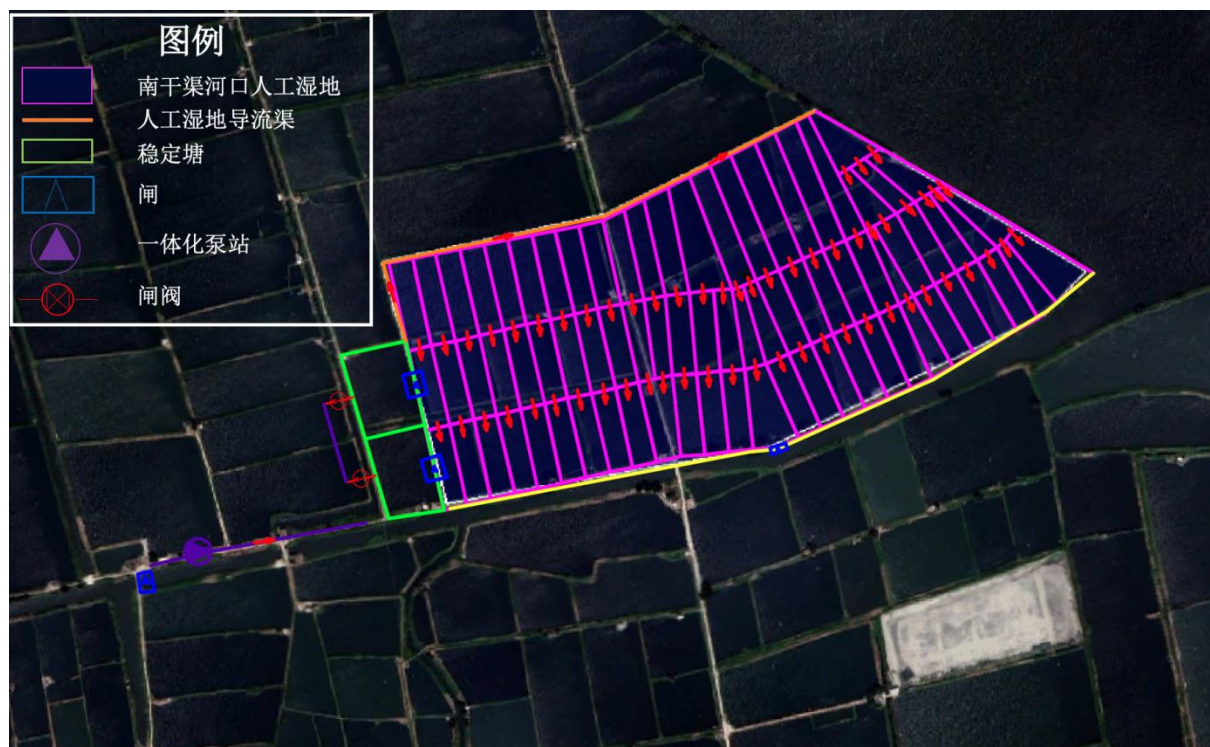 图例
南干渠河口人工湿地
人工湿地导流渠
稳定塘
闸
一体化泵站
闸阀